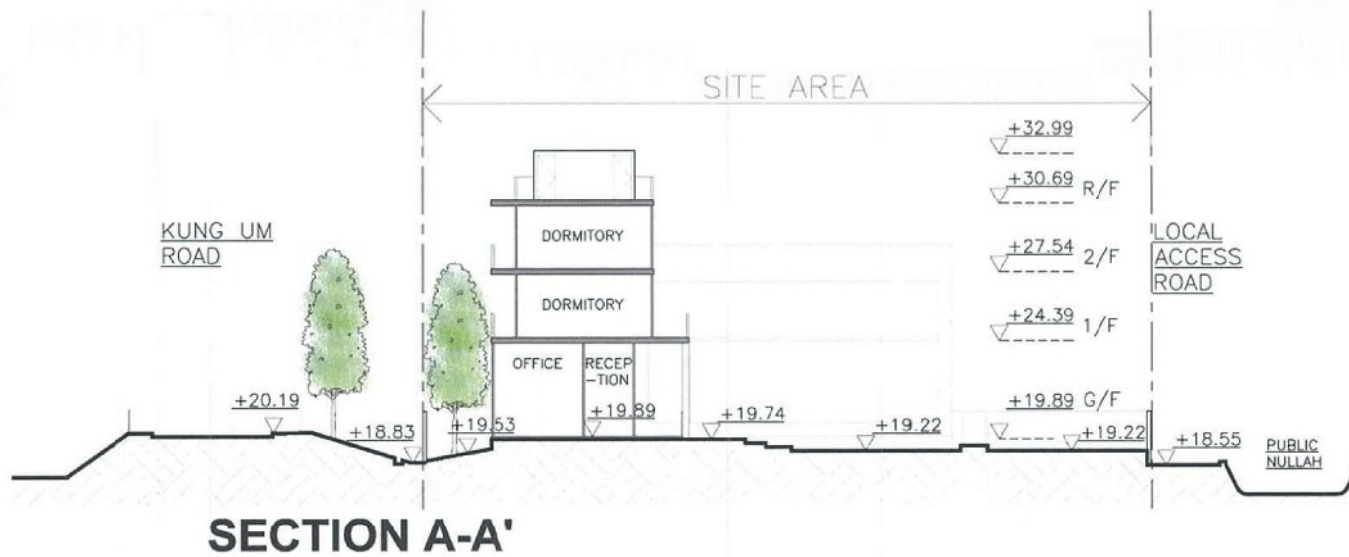 SITE AREA
+32.99
+30.69 R/F
KUNG UM
ROAD
DORMITORY
+27.54 2/F
LOCAL
ACCESS
ROAD
DORMITORY
+24.39 1/F
OFFICE
RECEP
-TION
+20.19
+18.83
+19.53
+19.89
+19.74
+19.22
+19.89 G/F
+19.22
+18.55
PUBLIC
NULLAH
SECTION A-A'